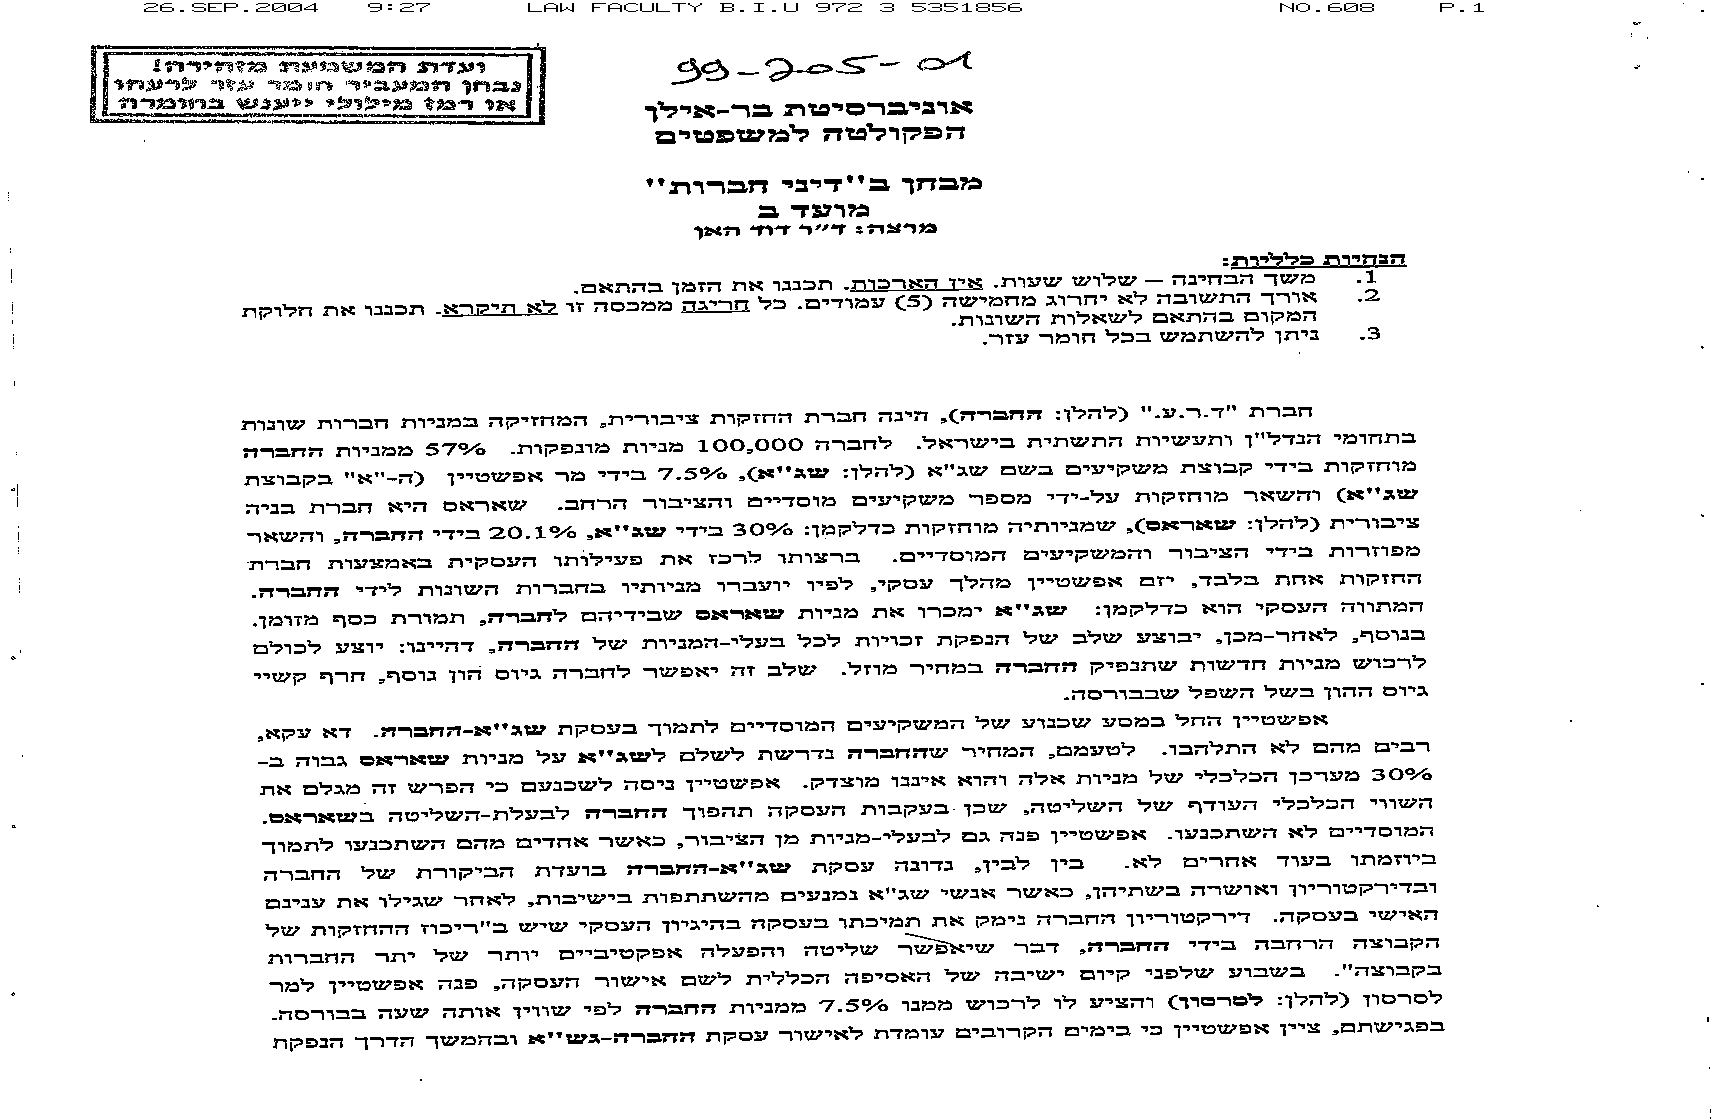 26.SEP.2004 9:27 LAW FACULTY B.I.U 972 3 5351856 NO.608 P.1
ועדת המשמעת מזהירה!
נבחן המעביר חומר עזר לרעהו
או רמז מילולי ייענש בחומרה
99-205-01
אוניברסיטת בר-אילן
הפקולטה למשפטים
מבחן ב"דיני חברות"
מועד ב
מרצה: ד"ר דוד האן
הנחיות כלליות:
1. משך הבחינה – שלוש שעות. אין הארכות. תכננו את הזמן בהתאם.
2. אורך התשובה לא יחרוג מחמישה (5) עמודים. כל חריגה ממכסה זו לא תיקרא. תכננו את חלוקת
המקום בהתאם לשאלות השונות.
3. ניתן להשתמש בכל חומר עזר.
חברת "ד.ר.ע." (להלן: החברה), הינה חברת החזקות ציבורית, המחזיקה במניות חברות שונות
בתחומי הנדל"ן ותעשיות התשתית בישראל. לחברה 100,000 מניות מונפקות. 57% ממניות החברה
מוחזקות בידי קבוצת משקיעים בשם שג"א (להלן: שג"א), 7.5% בידי מר אפשטיין (ה-"א" בקבוצת
שג"א) והשאר מוחזקות על-ידי מספר משקיעים מוסדיים והציבור הרחב. שאראס היא חברת בניה
ציבורית (להלן: שאראס), שמניותיה מוחזקות כדלקמן: 30% בידי שג"א, 20.1% בידי החברה, והשאר
מפוזרות בידי הציבור והמשקיעים המוסדיים. ברצותו לרכז את פעילותו העסקית באמצעות חברת
החזקות אחת בלבד, יזם אפשטיין מהלך עסקי, לפיו יועברו מניותיו בחברות השונות לידי החברה.
המתווה העסקי הוא כדלקמן: שג"א ימכרו את מניות שאראס שבידיהם לחברה, תמורת כסף מזומן.
בנוסף, לאחר-מכן, יבוצע שלב של הנפקת זכויות לכל בעלי-המניות של החברה, דהיינו: יוצע לכולם
לרכוש מניות חדשות שתנפיק החברה במחיר מוזל. שלב זה יאפשר לחברה גיוס הון נוסף, חרף קשיי
גיוס ההון בשל השפל שבבורסה.
אפשטיין החל במסע שכנוע של המשקיעים המוסדיים לתמוך בעסקת שג"א-החברה. דא עקא,
רבים מהם לא התלהבו. לטעמם, המחיר שהחברה נדרשת לשלם לשג"א על מניות שאראס גבוה ב-
30% מערכן הכלכלי של מניות אלה והוא איננו מוצדק. אפשטיין ניסה לשכנעם כי הפרש זה מגלם את
השווי הכלכלי העודף של השליטה, שכן בעקבות העסקה תהפוך החברה לבעלת-השליטה בשאראס.
המוסדיים לא השתכנעו. אפשטיין פנה גם לבעלי-מניות מן הציבור, כאשר אחדים מהם השתכנעו לתמוך
ביוזמתו בעוד אחרים לא. בין לבין, נדונה עסקת שג"א-החברה בועדת הביקורת של החברה
ובדירקטוריון ואושרה בשתיהן, כאשר אנשי שג"א נמנעים מהשתתפות בישיבות, לאחר שגילו את ענינם
האישי בעסקה. דירקטוריון החברה נימק את תמיכתו בעסקה בהיגיון העסקי שיש ב"ריכוז ההחזקות של
הקבוצה הרחבה בידי החברה, דבר שיאפשר שליטה והפעלה אפקטיביים יותר של יתר החברות
בקבוצה". בשבוע שלפני קיום ישיבה של האסיפה הכללית לשם אישור העסקה, פנה אפשטיין למר
לסרסון (להלן: לסרסון) והציע לו לרכוש ממנו 7.5% ממניות החברה לפי שווין אותה שעה בבורסה.
בפגישתם, ציין אפשטיין כי בימים הקרובים עומדת לאישור עסקת החברה-גש"א ובהמשך הדרך הנפקת